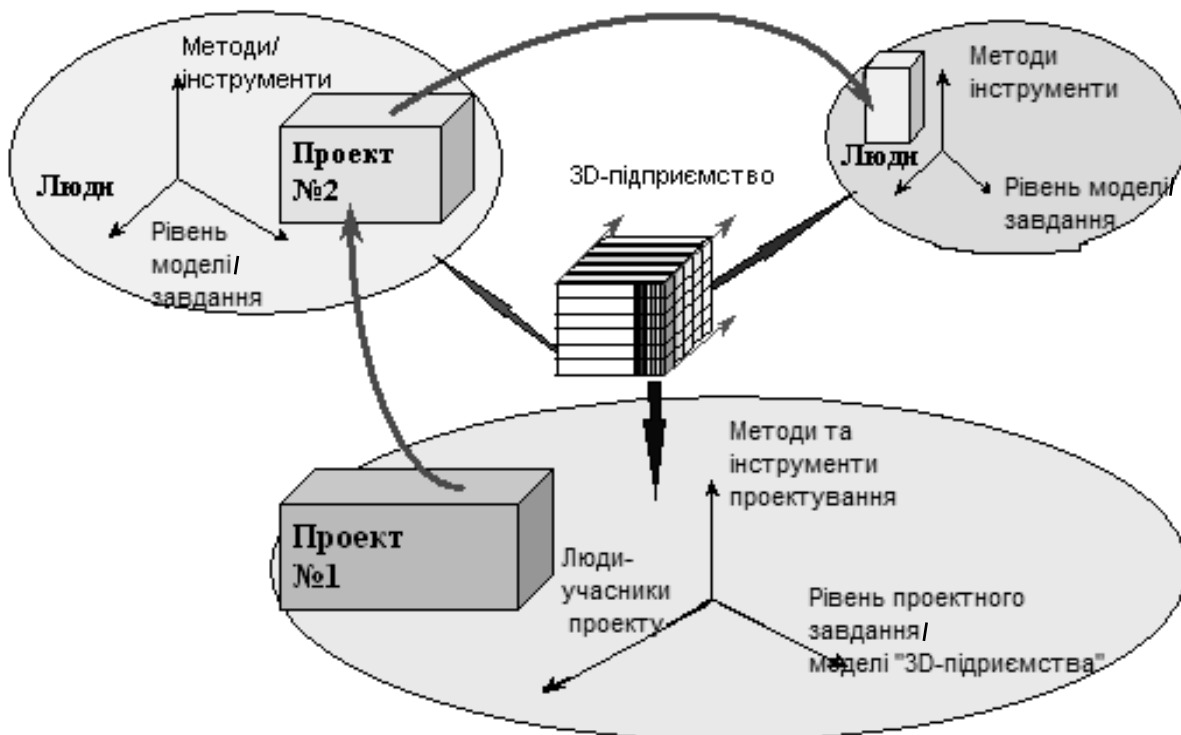 Методи/
інструменти
Проект
№2
Люди
Рівень
моделі/
завдання
3D-підприємство
Методи
інструменти
Люди
Рівень моделі/
завдання
Проект
№1
Методи та
інструменти
проектування
Люди-
учасники
проекту
Рівень проектного
завдання/
моделі "3D-підриємства"